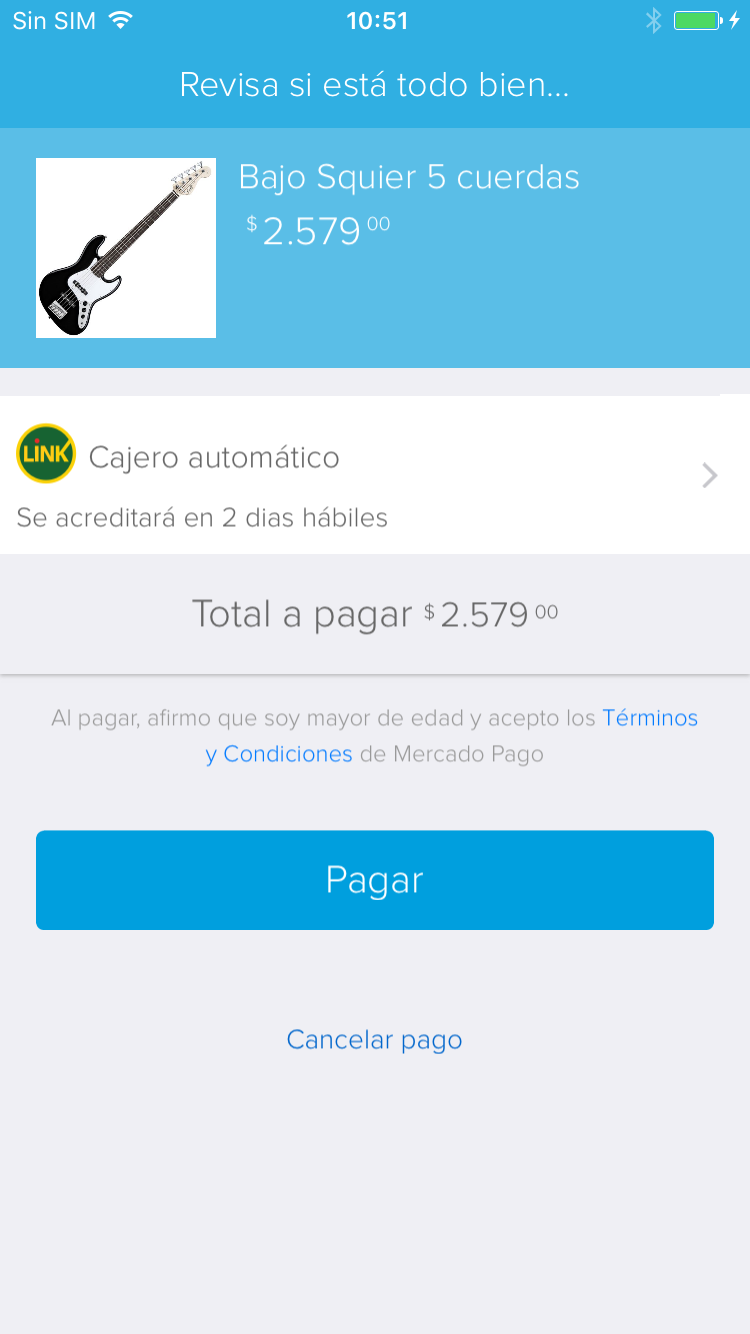 Sin SIM 10:51
Revisa si está todo bien...
Bajo Squier 5 cuerdas
$ 2.579 00
LINK
Cajero automático
Se acreditará en 2 dias hábiles
Total a pagar $ 2.579 00
Al pagar, afirmo que soy mayor de edad y acepto los Términos
y Condiciones de Mercado Pago
Pagar
Cancelar pago